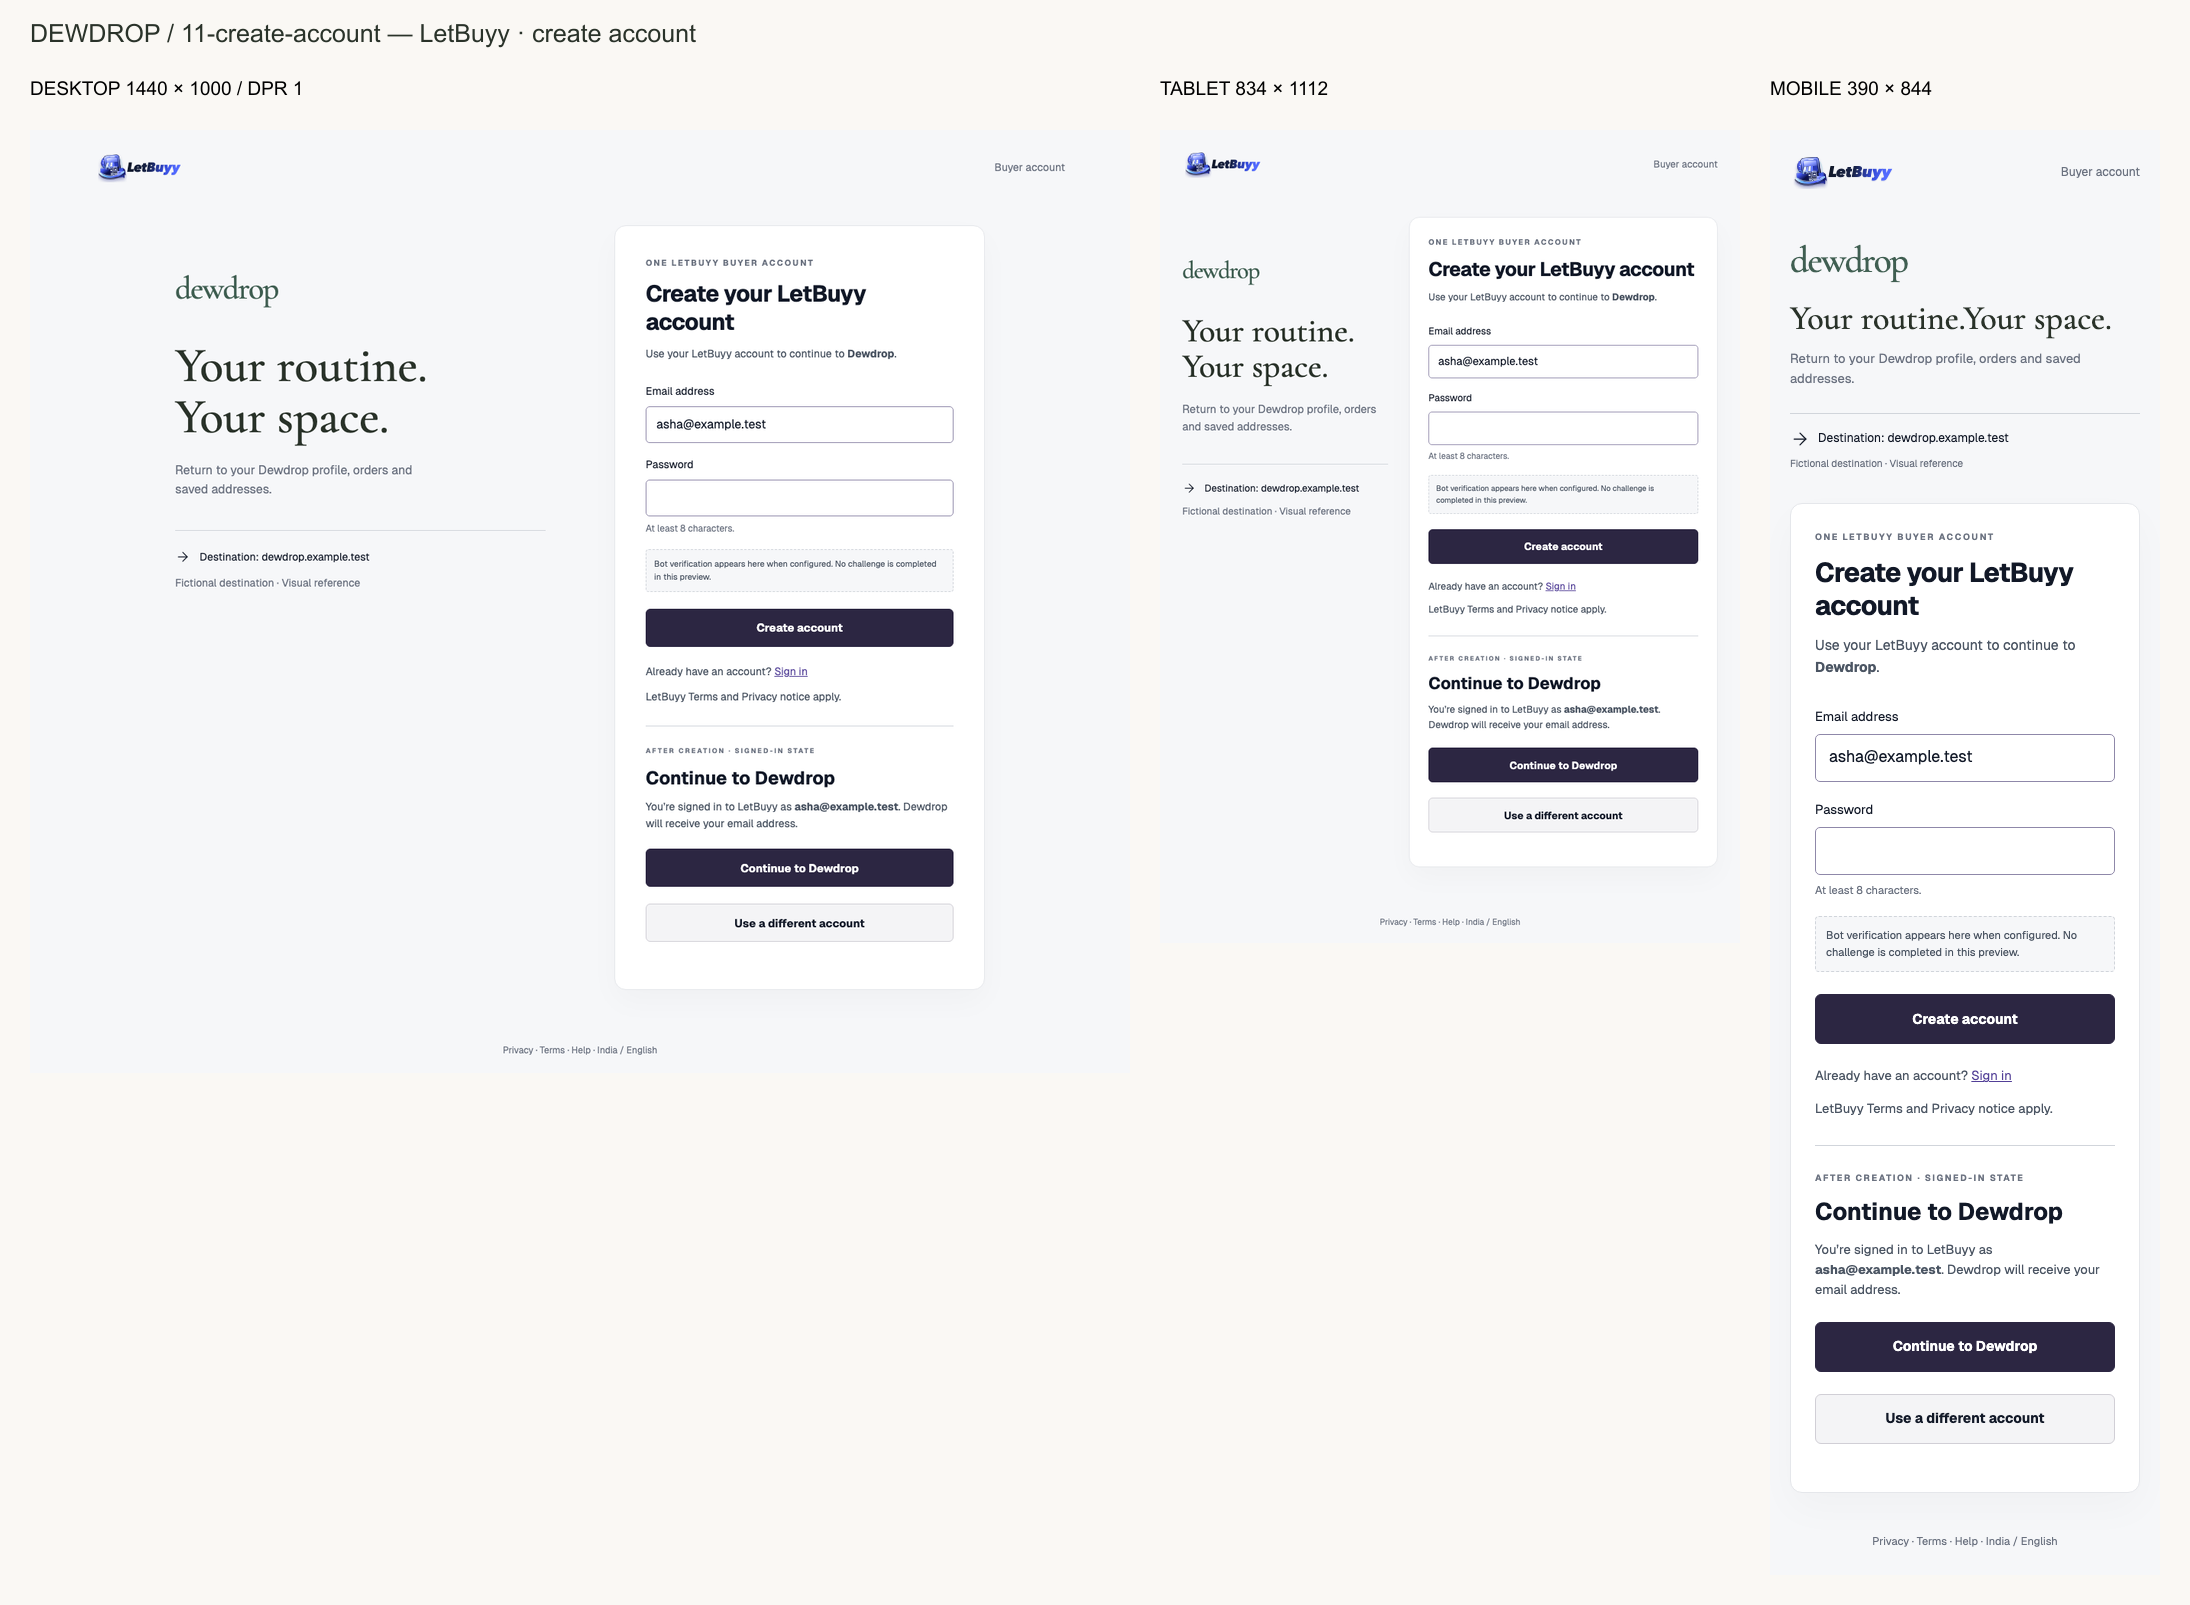 DEWDROP / 11-create-account — LetBuyy · create account
DESKTOP 1440 × 1000 / DPR 1
LetBuyy
Buyer account
dewdrop
Your routine.
Your space.
Return to your Dewdrop profile, orders and
saved addresses.
→ Destination: dewdrop.example.test
Fictional destination · Visual reference
ONE LETBUYY BUYER ACCOUNT
Create your LetBuyy
account
Use your LetBuyy account to continue to Dewdrop.
Email address
asha@example.test
Password
At least 8 characters.
Bot verification appears here when configured. No challenge is completed
in this preview.
Create account
Already have an account? Sign in
LetBuyy Terms and Privacy notice apply.
AFTER CREATION · SIGNED-IN STATE
Continue to Dewdrop
You're signed in to LetBuyy as asha@example.test. Dewdrop
will receive your email address.
Continue to Dewdrop
Use a different account
Privacy · Terms · Help · India / English
TABLET 834 × 1112
LetBuyy
Buyer account
dewdrop
Your routine.
Your space.
Return to your Dewdrop profile, orders
and saved addresses.
→ Destination: dewdrop.example.test
Fictional destination · Visual reference
ONE LETBUYY BUYER ACCOUNT
Create your LetBuyy account
Use your LetBuyy account to continue to Dewdrop.
Email address
asha@example.test
Password
At least 8 characters.
Bot verification appears here when configured. No challenge is
completed in this preview.
Create account
Already have an account? Sign in
LetBuyy Terms and Privacy notice apply.
AFTER CREATION · SIGNED-IN STATE
Continue to Dewdrop
You're signed in to LetBuyy as asha@example.test.
Dewdrop will receive your email address.
Continue to Dewdrop
Use a different account
Privacy · Terms · Help · India / English
MOBILE 390 × 844
LetBuyy
Buyer account
dewdrop
Your routine.Your space.
Return to your Dewdrop profile, orders and saved
addresses.
→ Destination: dewdrop.example.test
Fictional destination · Visual reference
ONE LETBUYY BUYER ACCOUNT
Create your LetBuyy
account
Use your LetBuyy account to continue to
Dewdrop.
Email address
asha@example.test
Password
At least 8 characters.
Bot verification appears here when configured. No
challenge is completed in this preview.
Create account
Already have an account? Sign in
LetBuyy Terms and Privacy notice apply.
AFTER CREATION · SIGNED-IN STATE
Continue to Dewdrop
You're signed in to LetBuyy as
asha@example.test. Dewdrop will receive your
email address.
Continue to Dewdrop
Use a different account
Privacy · Terms · Help · India / English